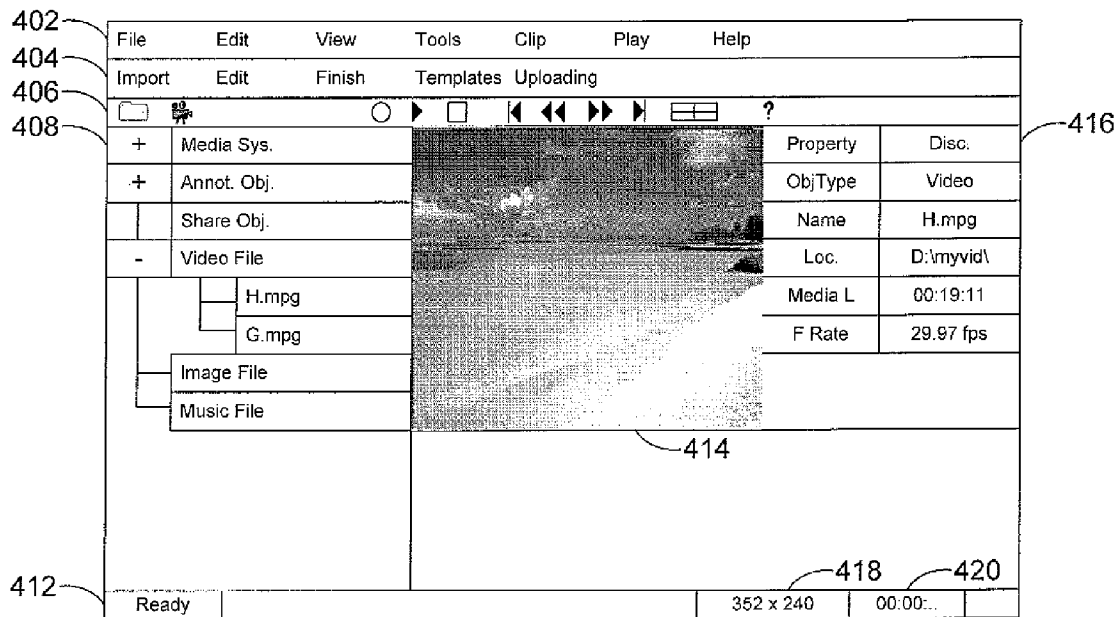 402
File Edit View Tools Clip Play Help
404
Import Edit Finish Templates Uploading
406
?
408
416
+ Media Sys. Property Disc.
+ Annot. Obj. ObjType Video
Share Obj. Name H.mpg
- Video File Loc. D:\myvid\
H.mpg Media L 00:19:11
G.mpg F Rate 29.97 fps
Image File
Music File
414
418 420
412
Ready 352 x 240 00:00:..